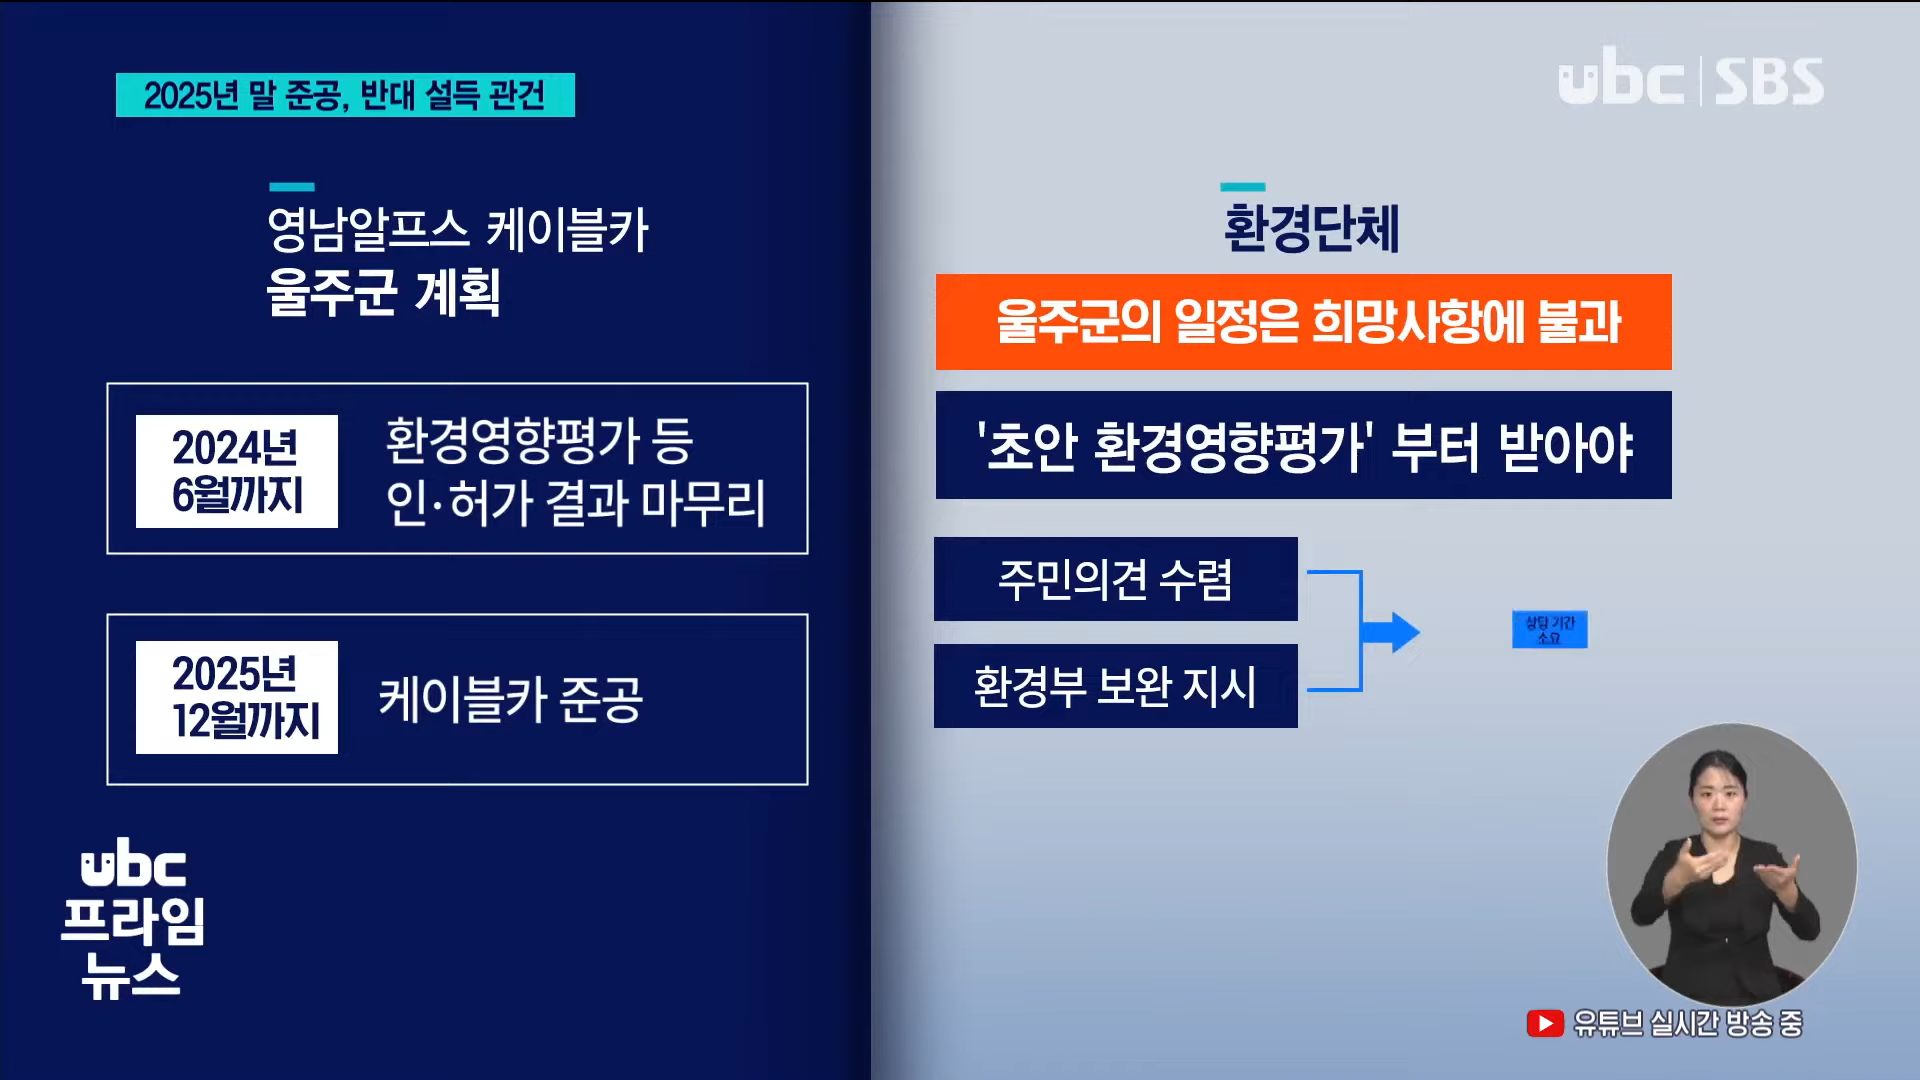 2025년 말 준공, 반대 설득 관건
영남알프스 케이블카
울주군 계획
2024년
6월까지
환경영향평가 등
인·허가 결과 마무리
2025년
12월까지
케이블카 준공
ubc
프라임
뉴스
ubc SBS
환경단체
울주군의 일정은 희망사항에 불과
'초안 환경영향평가' 부터 받아야
주민의견 수렴
환경부 보완 지시
상당 기간
소요
유튜브 실시간 방송 중